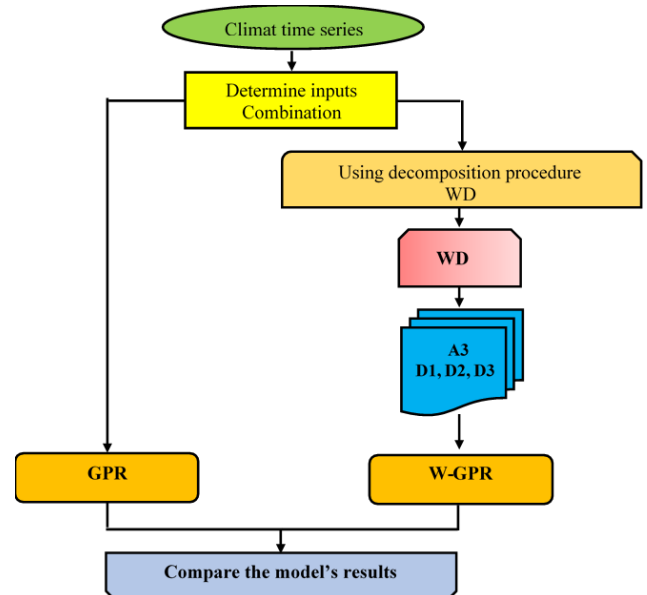 Climat time series
Determine inputs
Combination
Using decomposition procedure
WD
WD
A3
D1, D2, D3
GPR
W-GPR
Compare the model's results